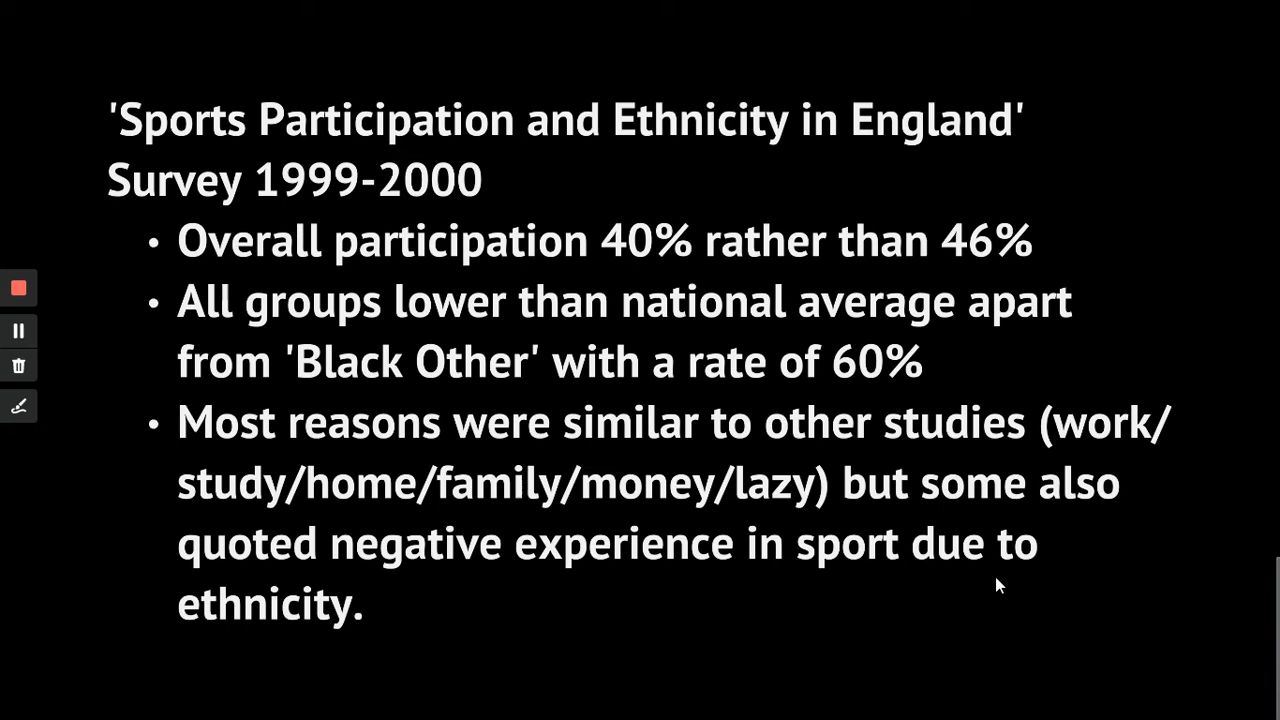 'Sports Participation and Ethnicity in England'
Survey 1999-2000
• Overall participation 40% rather than 46%
• All groups lower than national average apart
from 'Black Other' with a rate of 60%
• Most reasons were similar to other studies (work/
study/home/family/money/lazy) but some also
quoted negative experience in sport due to
ethnicity.